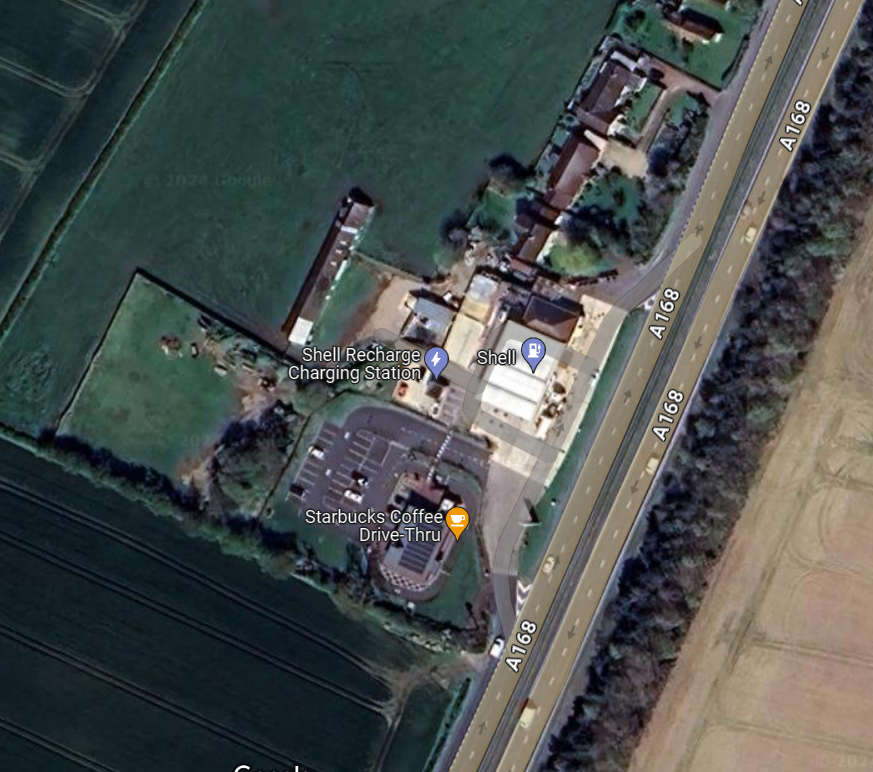 A168
© 2024 Google
A168
Shell Recharge
Charging Station
Shell
A168
Starbucks Coffee
Drive-Thru
A168